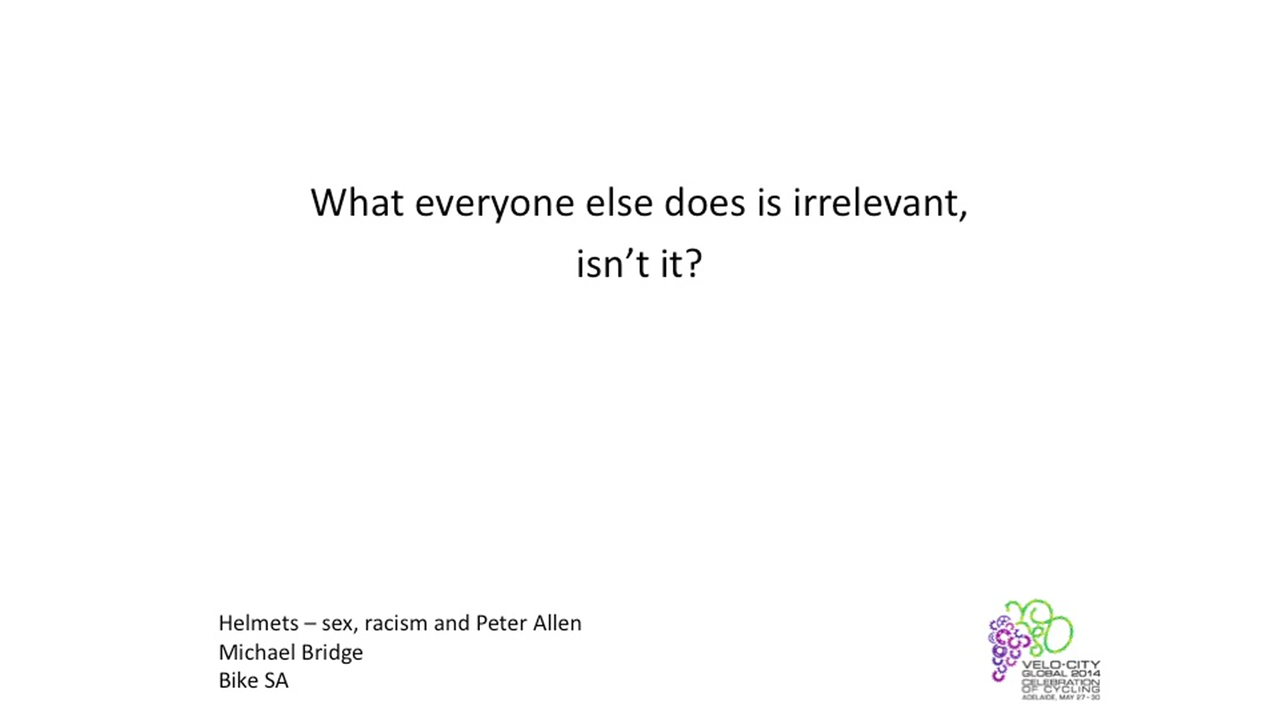 What everyone else does is irrelevant,
isn’t it?
Helmets – sex, racism and Peter Allen
Michael Bridge
Bike SA
VELO-CITY
GLOBAL 2014
CELEBRATION
OF CYCLING
ADELAIDE, MAY 27-30